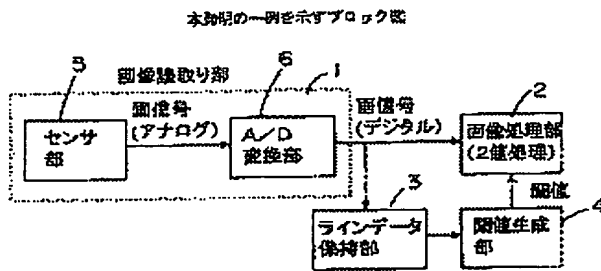 本発明の一例を示すブロック図
5
画像読取り部
6
1
センサ
部
画信号
(アナログ)
A/D
変換部
画信号
(デジタル)
2
画像処理部
(2値処理)
閾値
3
ラインデータ
保持部
閾値生成
部
4